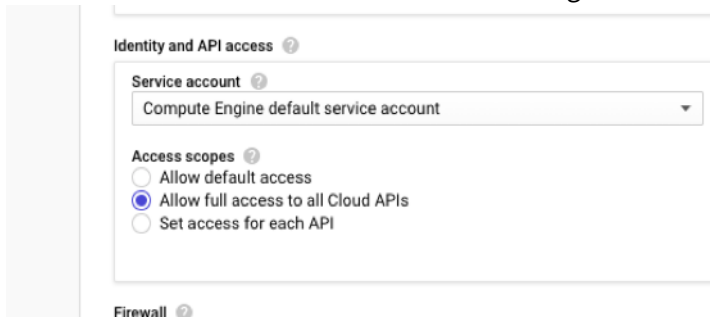 Identity and API access
Service account
Compute Engine default service account
Access scopes
Allow default access
Allow full access to all Cloud APIs
Set access for each API
Firewall